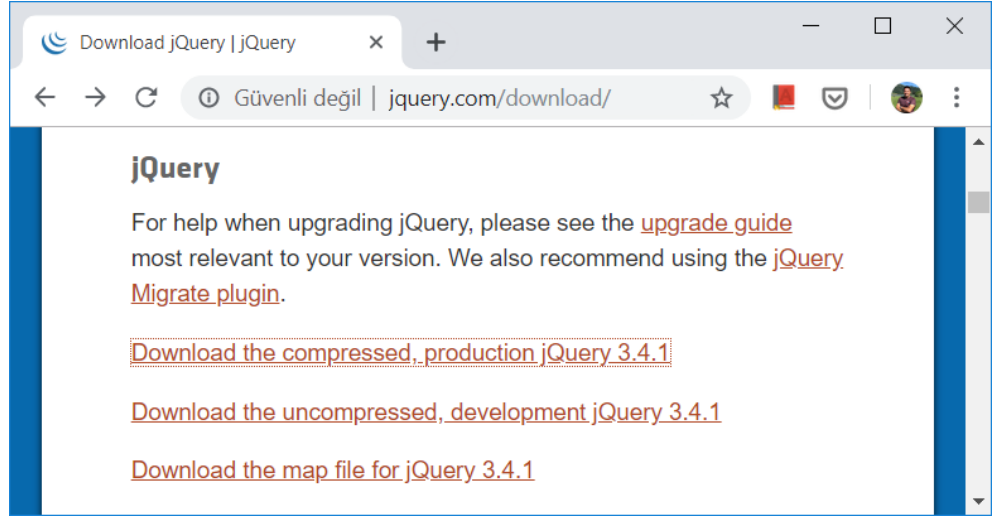 Download jQuery | jQuery
Güvenli değil | jquery.com/download/
jQuery
For help when upgrading jQuery, please see the upgrade guide
most relevant to your version. We also recommend using the jQuery
Migrate plugin.
Download the compressed, production jQuery 3.4.1
Download the uncompressed, development jQuery 3.4.1
Download the map file for jQuery 3.4.1